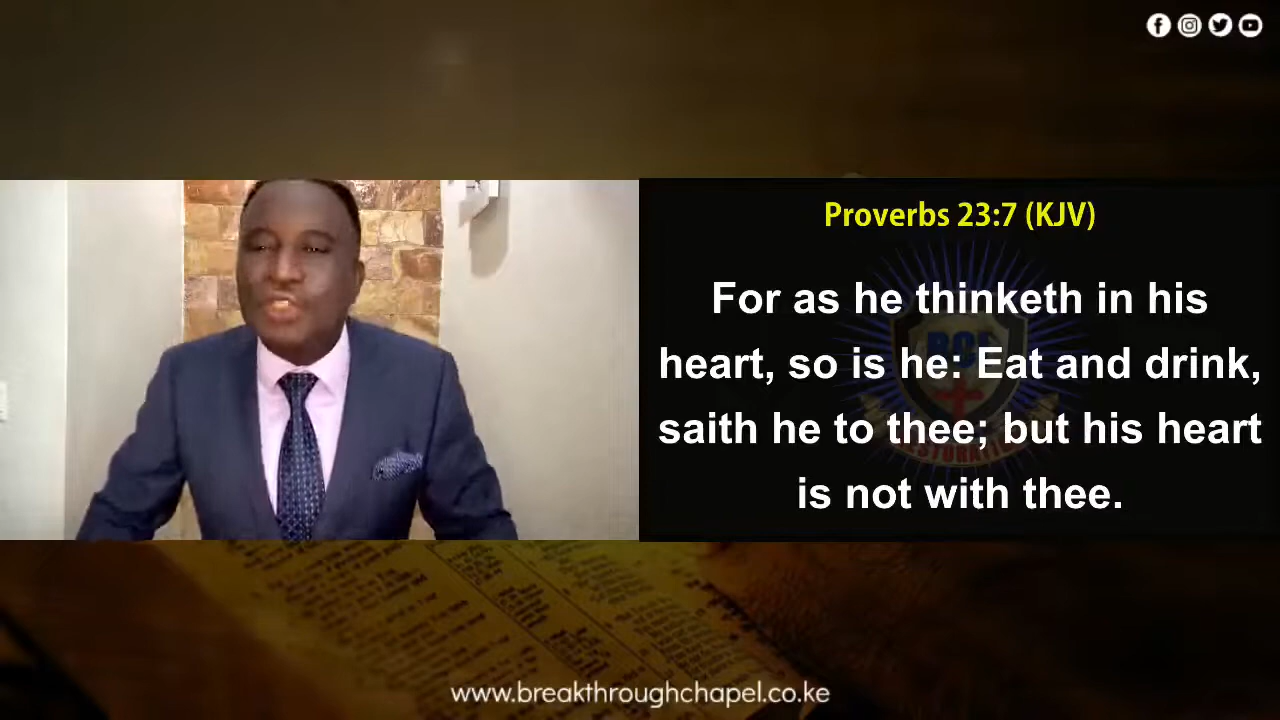 Proverbs 23:7 (KJV)
For as he thinketh in his
heart, so is he: Eat and drink,
saith he to thee; but his heart
is not with thee.
www.breakthroughchapel.co.ke